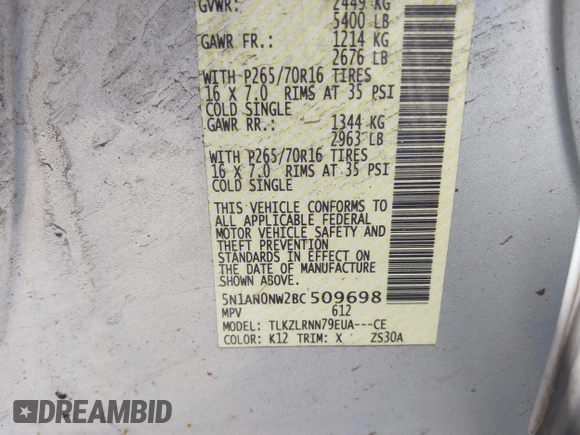 GVWR: 2449 KG
5400 LB
GAWR FR.: 1214 KG
2676 LB
WITH P265/70R16 TIRES
16 X 7.0 RIMS AT 35 PSI
COLD SINGLE
GAWR RR.: 1344 KG
2963 LB
WITH P265/70R16 TIRES
16 X 7.0 RIMS AT 35 PSI
COLD SINGLE
THIS VEHICLE CONFORMS TO
ALL APPLICABLE FEDERAL
MOTOR VEHICLE SAFETY AND
THEFT PREVENTION
STANDARDS IN EFFECT ON
THE DATE OF MANUFACTURE
SHOWN ABOVE.
5N1AN0NW2BC 509698
MPV 612
MODEL: TLKZLRNN79EUA---CE
COLOR: K12 TRIM: X ZS30A
DREAMBID